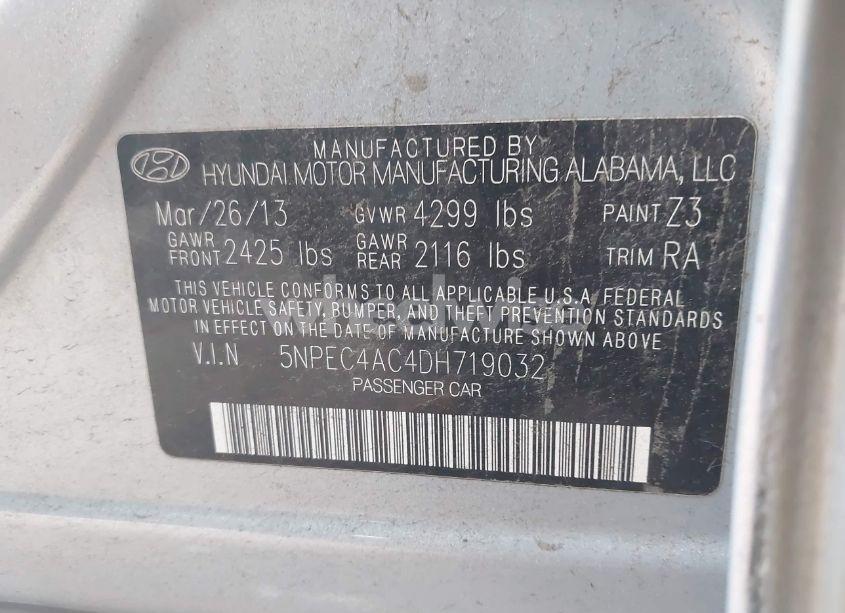 MANUFACTURED BY
HYUNDAI MOTOR MANUFACTURING ALABAMA, LLC
Mar/26/13 GVWR 4299 lbs PAINT Z3
GAWR FRONT 2425 lbs GAWR REAR 2116 lbs TRIM RA
THIS VEHICLE CONFORMS TO ALL APPLICABLE U.S.A. FEDERAL
MOTOR VEHICLE SAFETY, BUMPER, AND THEFT PREVENTION STANDARDS
IN EFFECT ON THE DATE OF MANUFACTURE SHOWN ABOVE
V.I.N 5NPEC4AC4DH719032
PASSENGER CAR